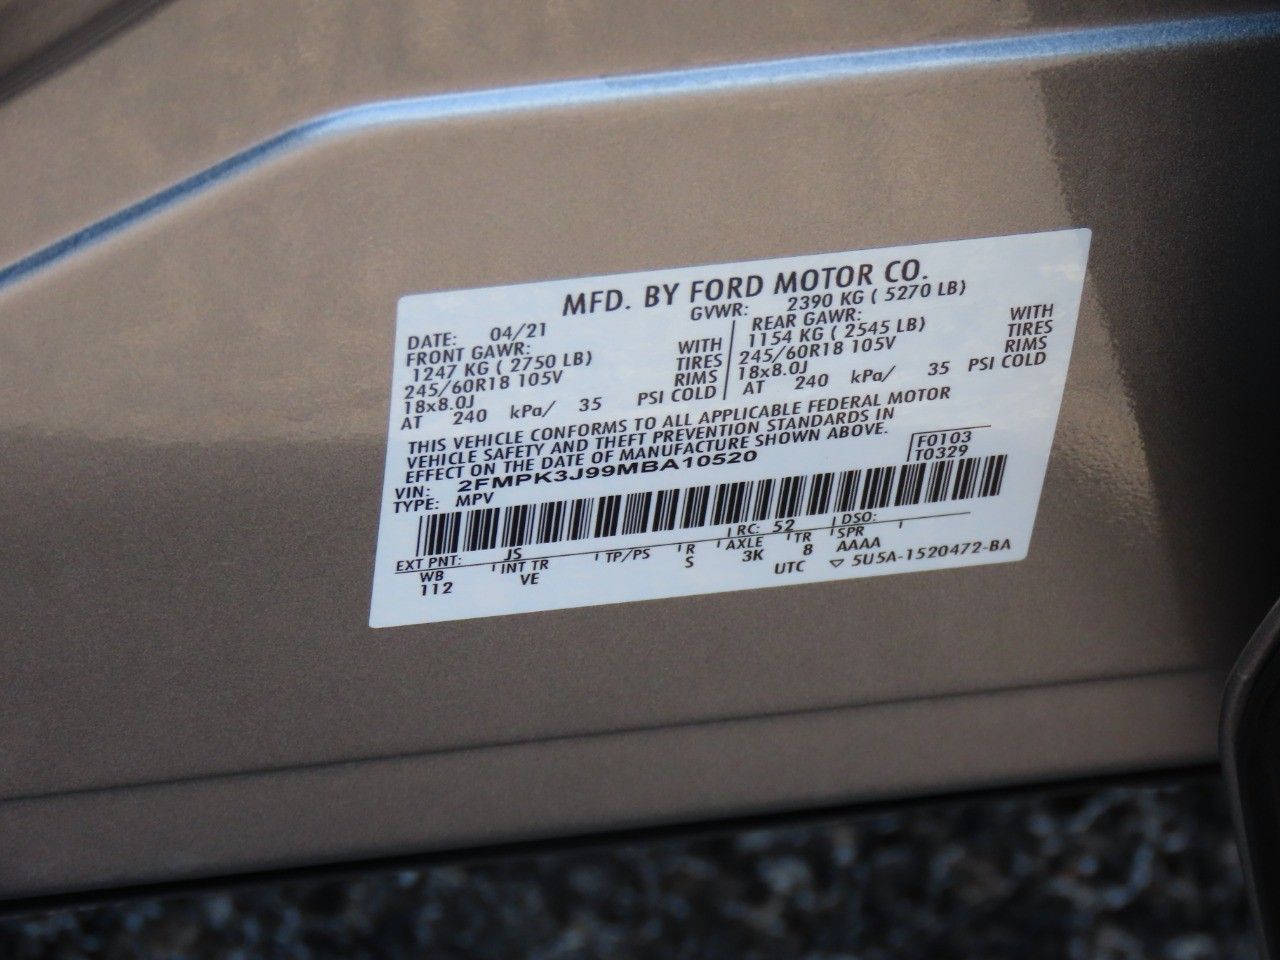 MFD. BY FORD MOTOR CO.
DATE: 04/21 GVWR: 2390 KG ( 5270 LB)
FRONT GAWR: REAR GAWR:
1247 KG ( 2750 LB) WITH 1154 KG ( 2545 LB) WITH
245/60R18 105V TIRES 245/60R18 105V TIRES
18x8.0J RIMS 18x8.0J RIMS
AT 240 kPa/ 35 PSI COLD AT 240 kPa/ 35 PSI COLD
THIS VEHICLE CONFORMS TO ALL APPLICABLE FEDERAL MOTOR
VEHICLE SAFETY AND THEFT PREVENTION STANDARDS IN
EFFECT ON THE DATE OF MANUFACTURE SHOWN ABOVE.
VIN: 2FMPK3J99MBA10520 F0103
TYPE: MPV T0329
EXT PNT: JS RC: 52 DSO:
WB INT TR TP/PS R AXLE TR SPR
112 VE S 3K 8 AAAA
UTC ▽ 5U5A-1520472-BA